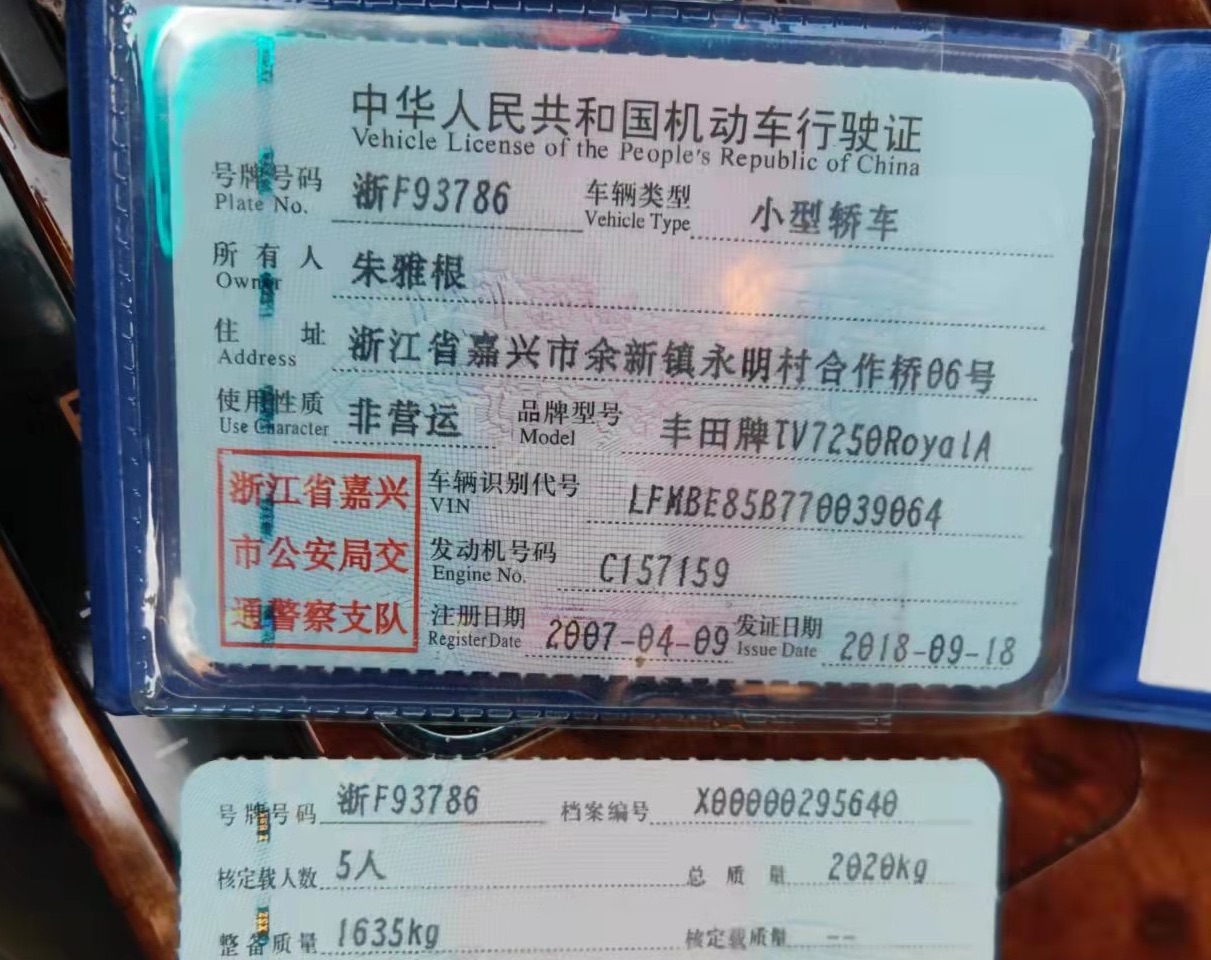 中华人民共和国机动车行驶证
Vehicle License of the People's Republic of China
号牌号码 浙F93786 车辆类型 小型轿车
Plate No. Vehicle Type
所有人 朱雅根
Owner
住址 浙江省嘉兴市余新镇永明村合作桥06号
Address
使用性质 非营运 品牌型号 丰田牌TV7250RoyalA
Use Character Model
浙江省嘉兴
市公安局交
通警察支队
车辆识别代号 LFMBE85B770039064
VIN
发动机号码 C157159
Engine No.
注册日期 2007-04-09 发证日期 2018-09-18
Register Date Issue Date
号牌号码 浙F93786 档案编号 X00000295640
核定载人数 5人 总质量 2020kg
整备质量 1635kg 核定载质量 --